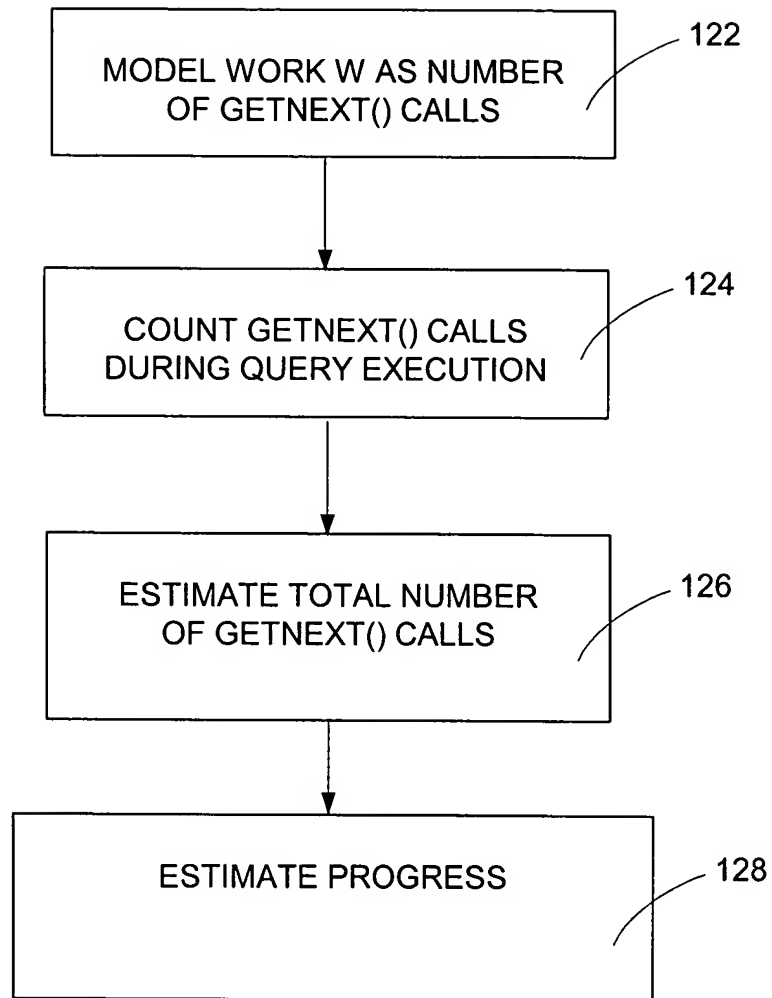 122
MODEL WORK W AS NUMBER
OF GETNEXT() CALLS
124
COUNT GETNEXT() CALLS
DURING QUERY EXECUTION
126
ESTIMATE TOTAL NUMBER
OF GETNEXT() CALLS
128
ESTIMATE PROGRESS